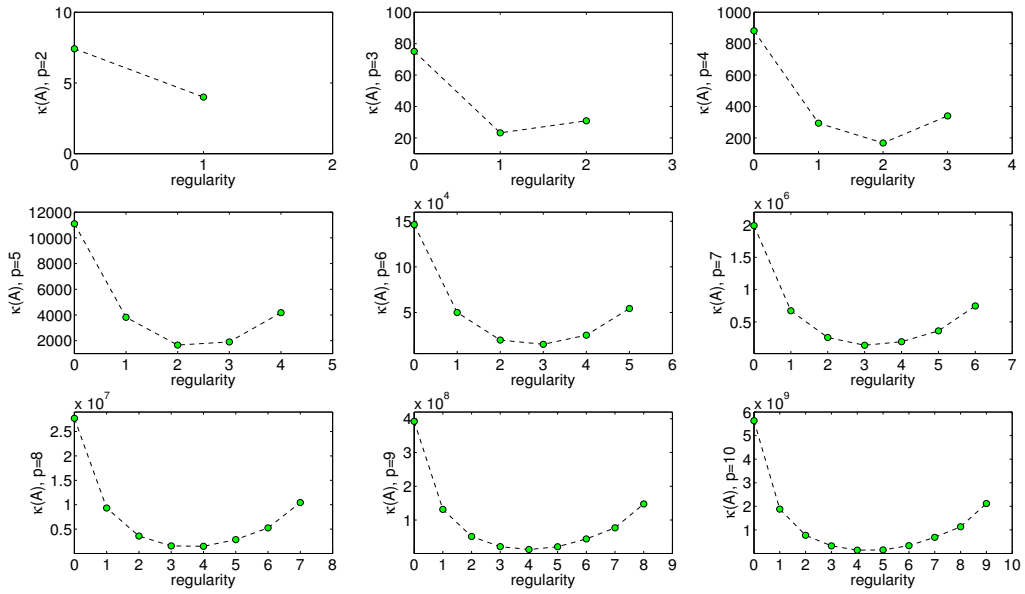 10
5
0
κ(A), p=2
0 1 2
regularity
100
80
60
40
20
κ(A), p=3
0 1 2 3
regularity
1000
800
600
400
200
κ(A), p=4
0 1 2 3 4
regularity
12000
10000
8000
6000
4000
2000
κ(A), p=5
0 1 2 3 4 5
regularity
x 10^4
15
10
5
κ(A), p=6
0 1 2 3 4 5 6
regularity
x 10^6
2
1.5
1
0.5
κ(A), p=7
0 1 2 3 4 5 6 7
regularity
x 10^7
2.5
2
1.5
1
0.5
κ(A), p=8
0 1 2 3 4 5 6 7 8
regularity
x 10^8
4
3
2
1
κ(A), p=9
0 1 2 3 4 5 6 7 8 9
regularity
x 10^9
6
5
4
3
2
1
κ(A), p=10
0 1 2 3 4 5 6 7 8 9 10
regularity